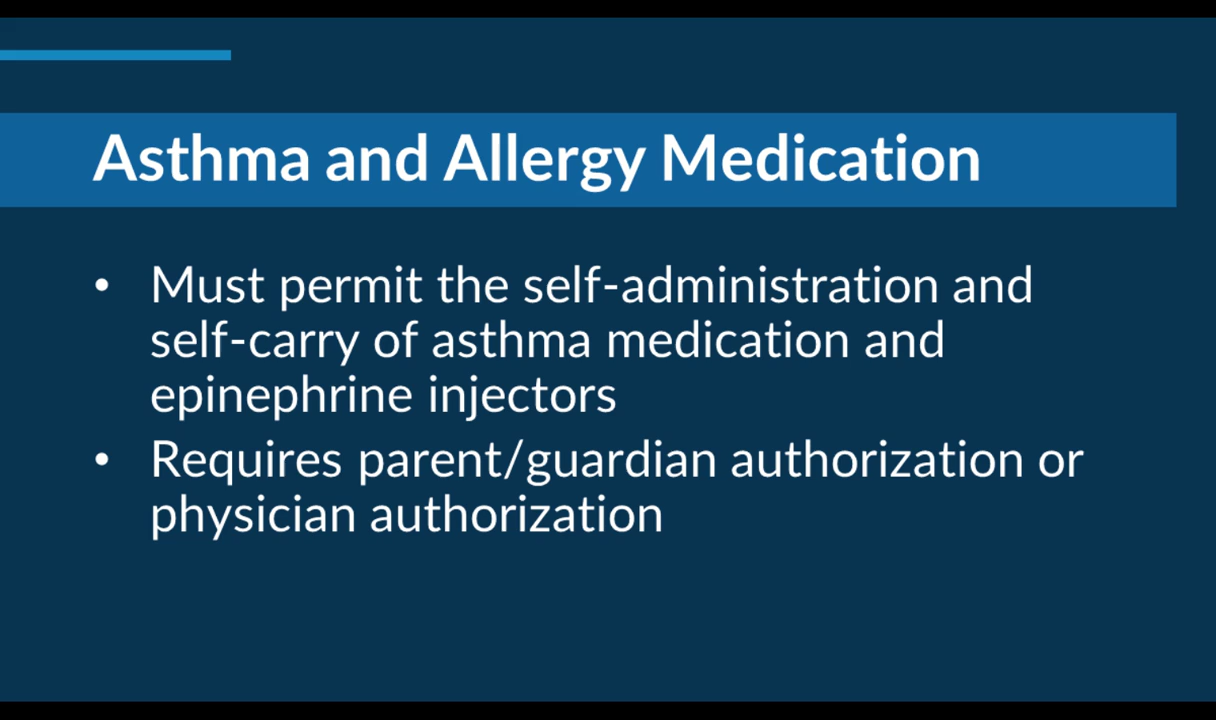 Asthma and Allergy Medication
• Must permit the self-administration and
self-carry of asthma medication and
epinephrine injectors
• Requires parent/guardian authorization or
physician authorization